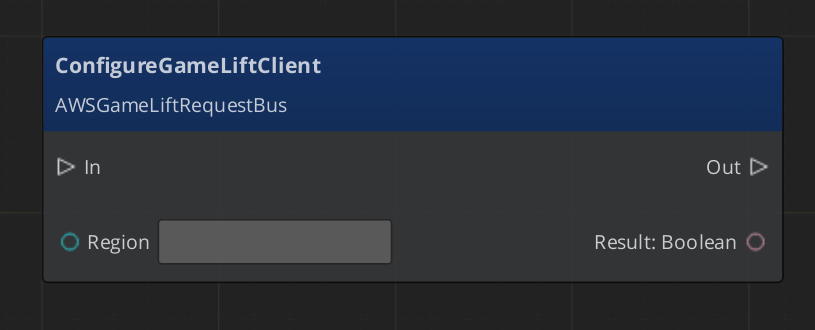 ConfigureGameLiftClient
AWSGameLiftRequestBus
In
Out
Region
Result: Boolean